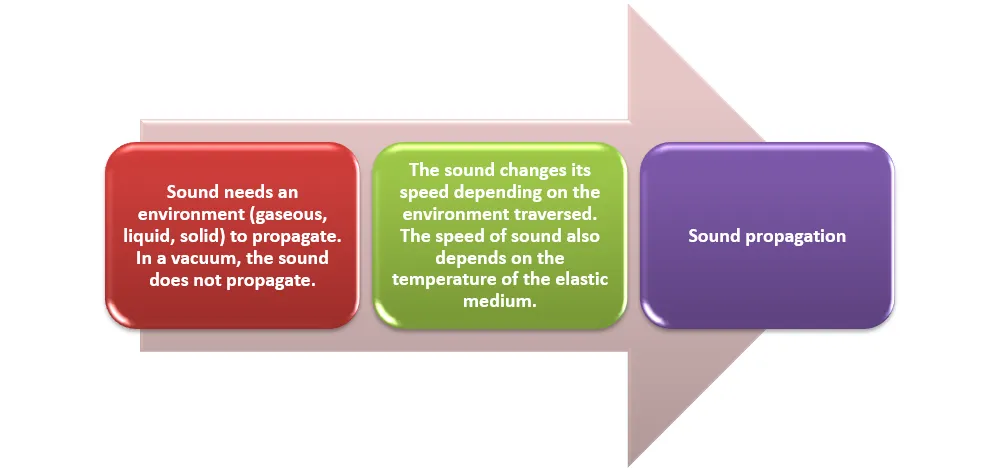 Sound needs an
environment (gaseous,
liquid, solid) to propagate.
In a vacuum, the sound
does not propagate.
The sound changes its
speed depending on the
environment traversed.
The speed of sound also
depends on the
temperature of the elastic
medium.
Sound propagation